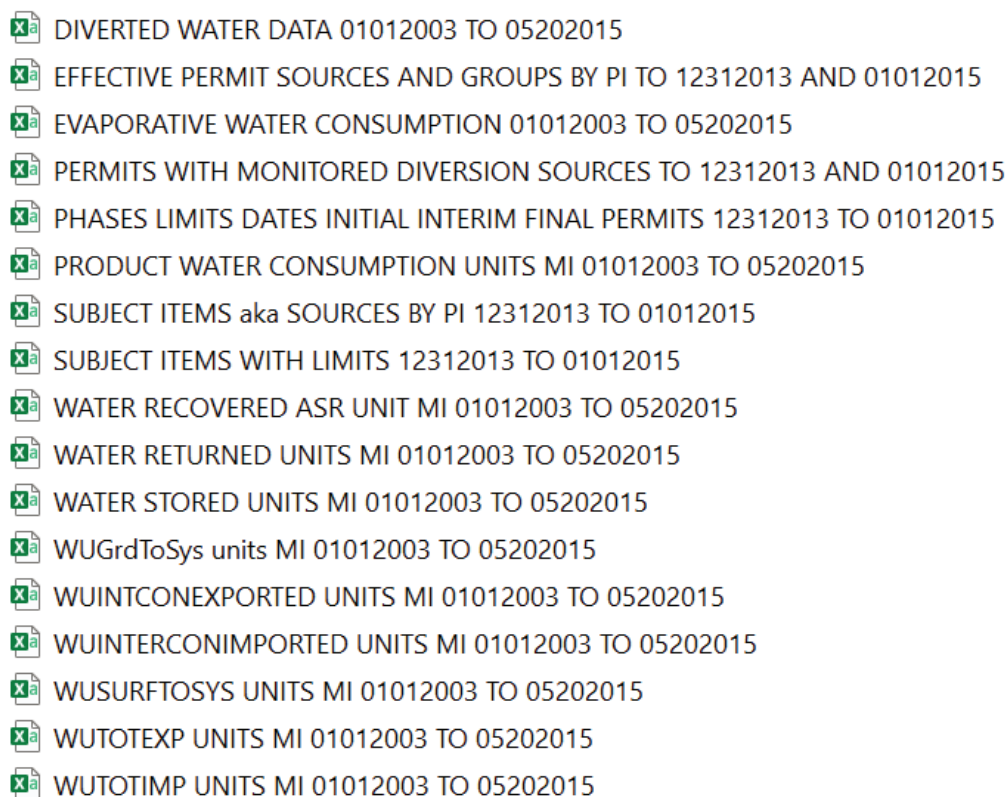 DIVERTED WATER DATA 01012003 TO 05202015
EFFECTIVE PERMIT SOURCES AND GROUPS BY PI TO 12312013 AND 01012015
EVAPORATIVE WATER CONSUMPTION 01012003 TO 05202015
PERMITS WITH MONITORED DIVERSION SOURCES TO 12312013 AND 01012015
PHASES LIMITS DATES INITIAL INTERIM FINAL PERMITS 12312013 TO 01012015
PRODUCT WATER CONSUMPTION UNITS MI 01012003 TO 05202015
SUBJECT ITEMS aka SOURCES BY PI 12312013 TO 01012015
SUBJECT ITEMS WITH LIMITS 12312013 TO 01012015
WATER RECOVERED ASR UNIT MI 01012003 TO 05202015
WATER RETURNED UNITS MI 01012003 TO 05202015
WATER STORED UNITS MI 01012003 TO 05202015
WUGrdToSys units MI 01012003 TO 05202015
WUINTCONEXPORTED UNITS MI 01012003 TO 05202015
WUINTERCONIMPORTED UNITS MI 01012003 TO 05202015
WUSURFTOSYS UNITS MI 01012003 TO 05202015
WUTOTEXP UNITS MI 01012003 TO 05202015
WUTOTIMP UNITS MI 01012003 TO 05202015